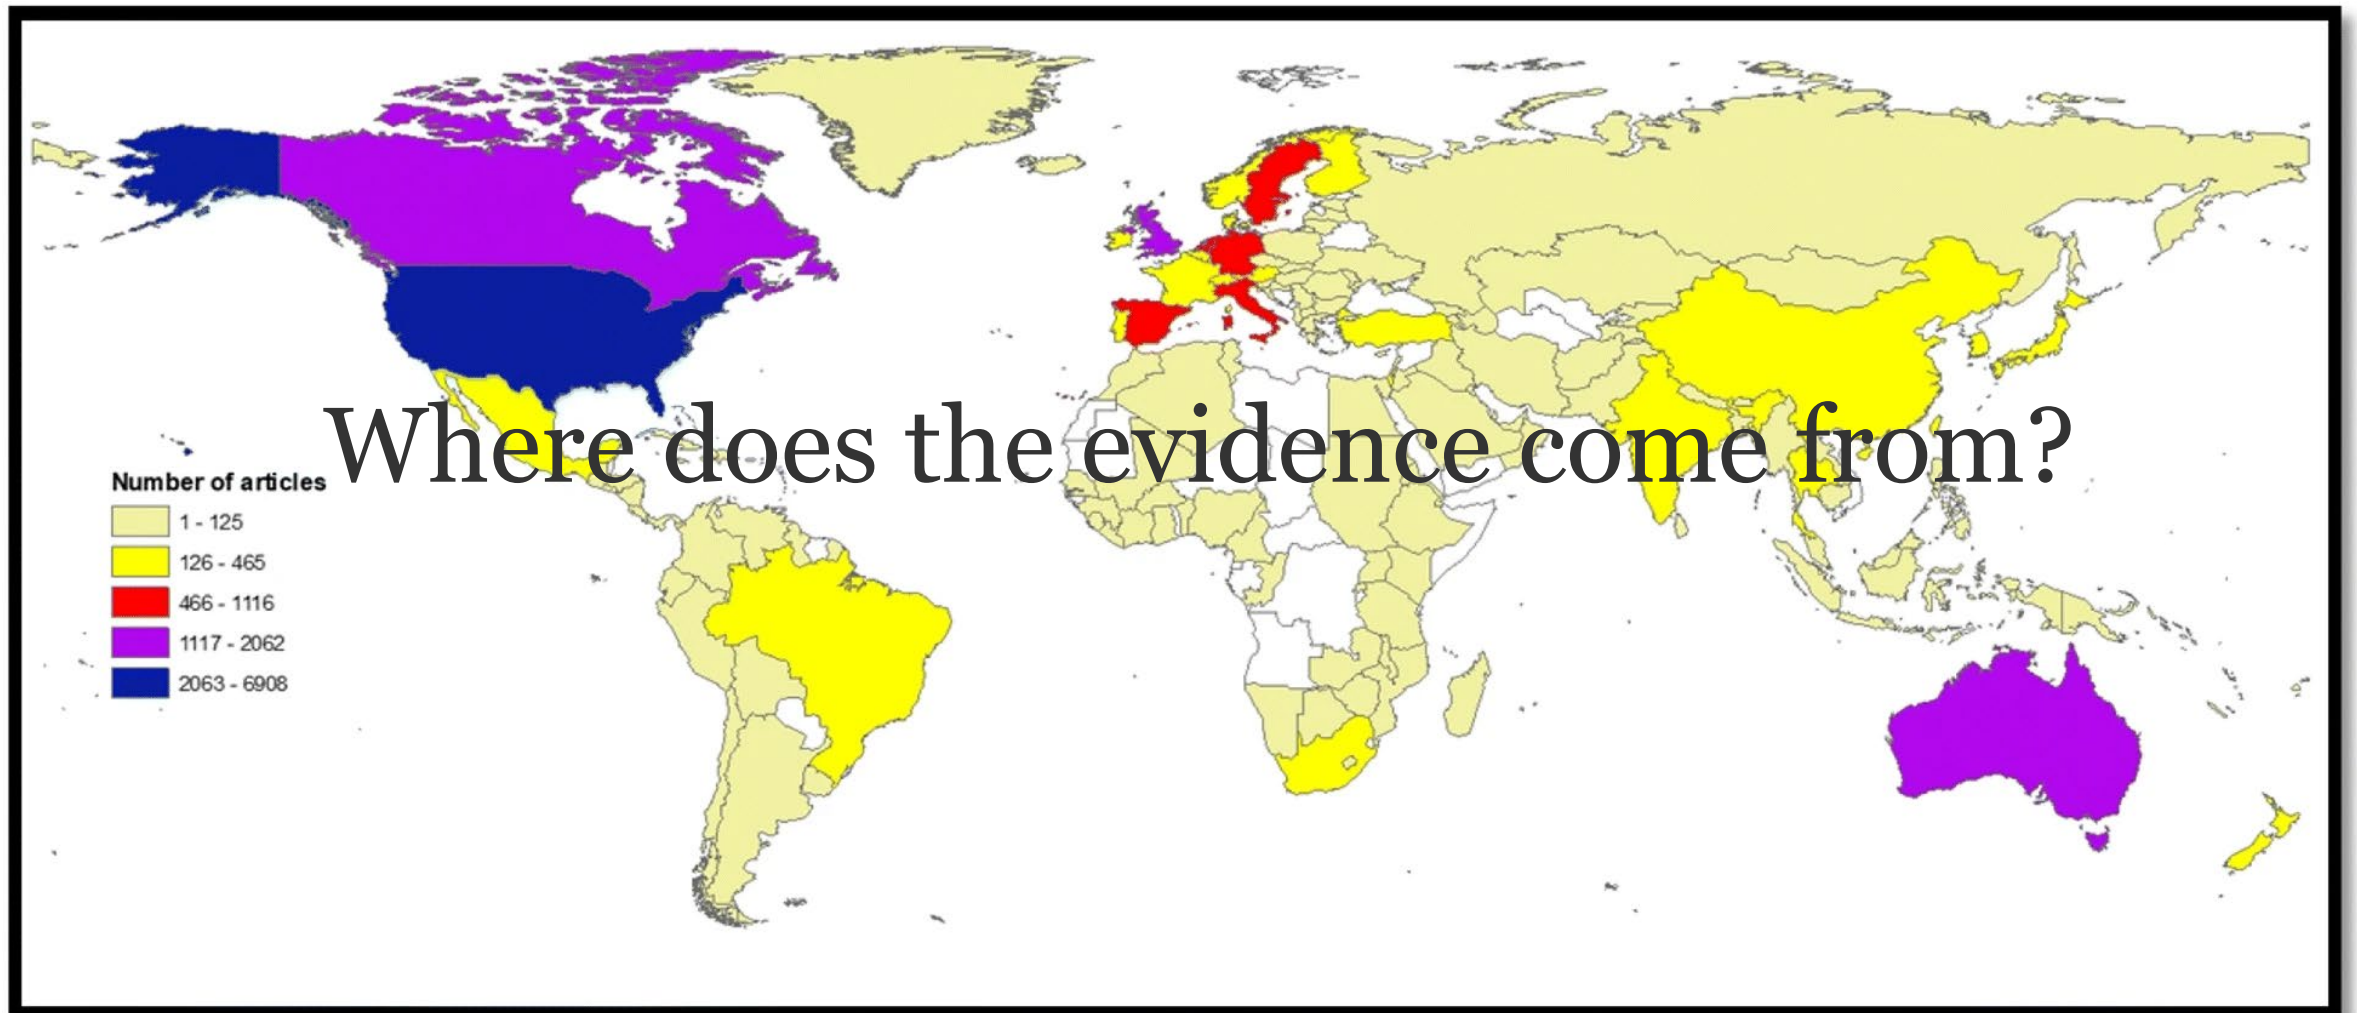 Where does the evidence come from?
Number of articles
1 - 125
126 - 465
466 - 1116
1117 - 2062
2063 - 6908